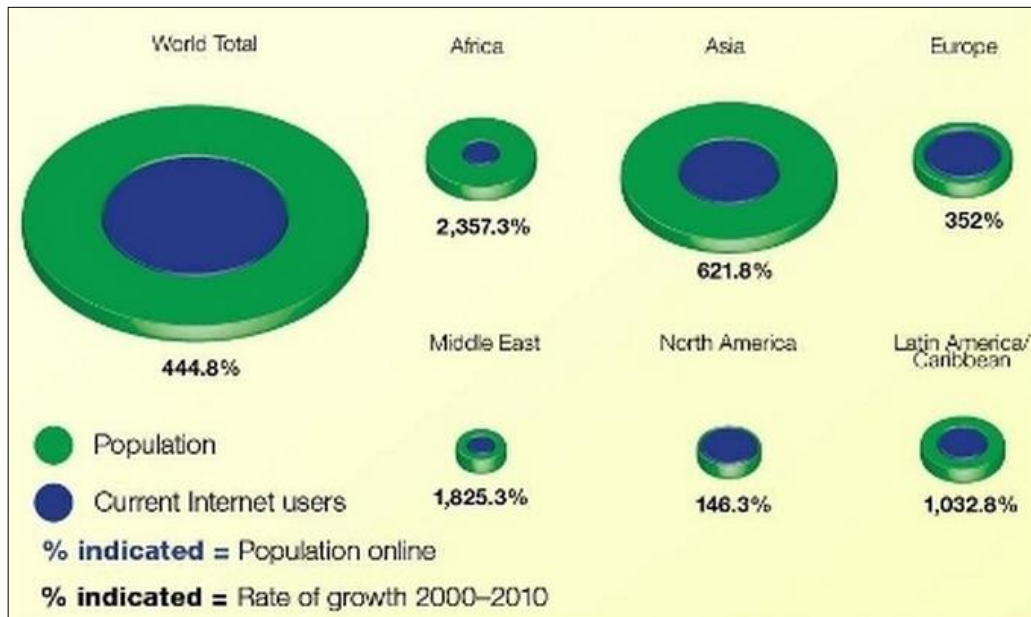 World Total
Africa
Asia
Europe
2,357.3%
352%
621.8%
444.8%
Middle East
North America
Latin America/
Caribbean
1,825.3%
146.3%
1,032.8%
Population
Current Internet users
% indicated = Population online
% indicated = Rate of growth 2000–2010